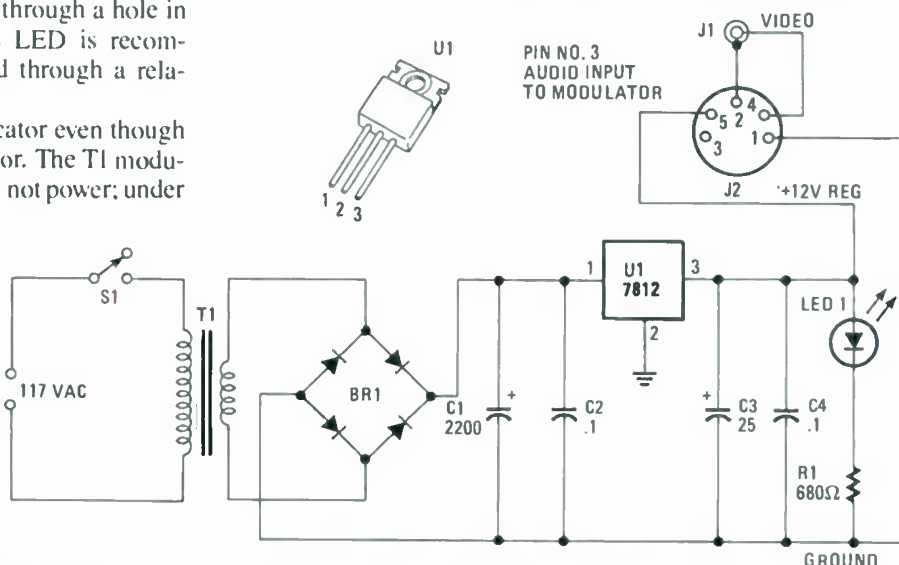 through a hole in
LED is recom-
d through a rela-
cator even though
or. The T1 modu-
not power; under
U1
1 2 3
PIN NO. 3
AUDIO INPUT
TO MODULATOR
J1
VIDEO
5 2 4
3 1
J2
+12V REG
S1
T1
117 VAC
BR1
C1
2200
+
C2
.1
1
U1
7812
3
2
+
C3
25
C4
.1
LED 1
R1
680Ω
GROUND